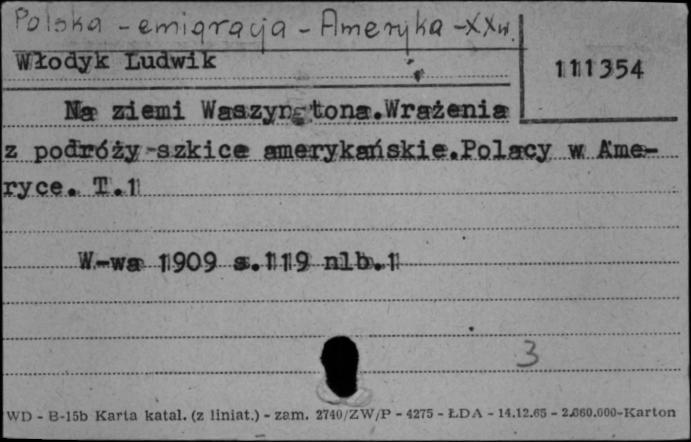 Polska - emigracja - Ameryka - XXw.
Włodyk Ludwik
111354
Na ziemi Waszyngtona.Wrażenia
z podróży-szkice amerykańskie.Polacy w Ame-
ryce. T.1
W-wa 1909 s.119 nlb.1
3
WD - B-15b Karta katal. (z liniat.) - zam. 2740/ZW/P - 4275 - ŁDA - 14.12.65 - 2.660.000-Karton